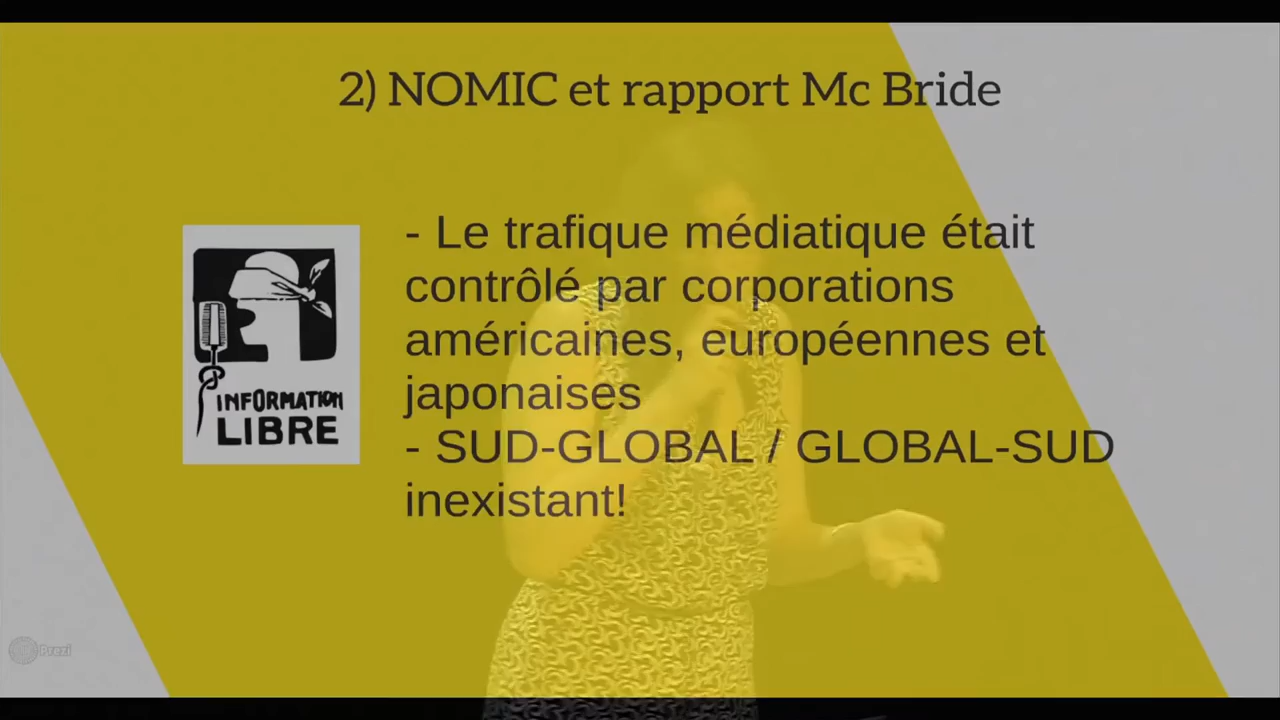 2) NOMIC et rapport Mc Bride
- Le trafique médiatique était
contrôlé par corporations
américaines, européennes et
japonaises
- SUD-GLOBAL / GLOBAL-SUD
inexistant!
INFORMATION
LIBRE
Prezi